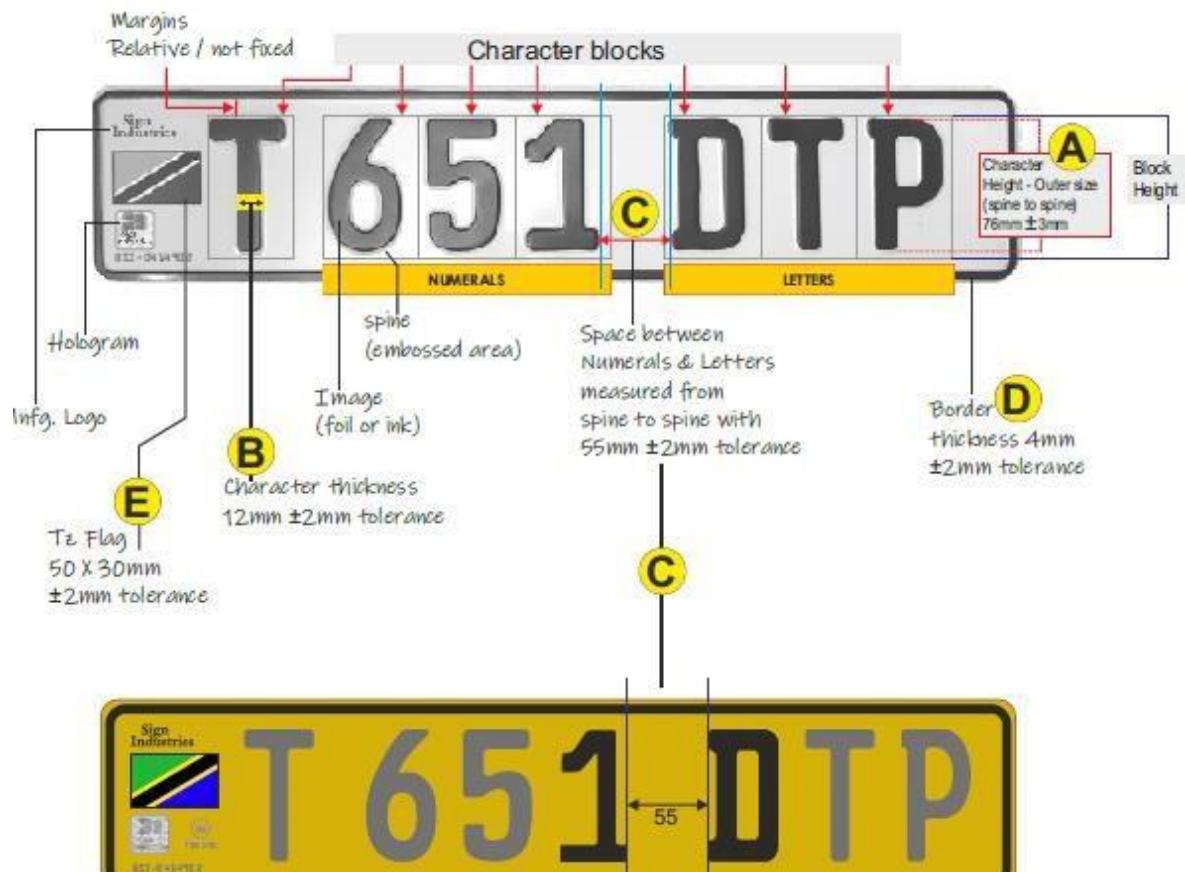 Margins
Relative / not fixed
Character blocks
Sign
Industries
T 651 DTP
A
Character
Height - Outer size
(spine to spine)
76mm ±3mm
Block
Height
C
NUMERALS
LETTERS
Hologram
spine
(embossed area)
Image
(foil or ink)
Space between
Numerals & Letters
measured from
spine to spine with
55mm ±2mm tolerance
Infg. Logo
Border D
thickness 4mm
±2mm tolerance
B
Character thickness
12mm ±2mm tolerance
E
Tz Flag
50 X 30mm
±2mm tolerance
C
Sign
Industries
T 651 DTP
55